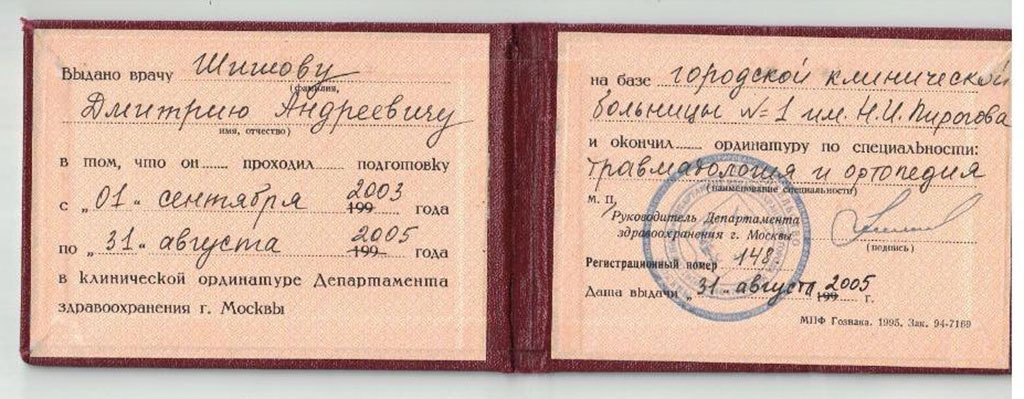 Выдано врачу Шишову
(фамилия,
Дмитрию Андреевичу
имя, отчество)
в том, что он ...... проходил ...... подготовку
с „01“ сентября 2003 199 года
по „31“ августа 2005 199 года
в клинической ординатуре Департамента
здравоохранения г. Москвы
на базе городской клинической
больницы №1 им. Н.И. Пирогова
и окончил ...... ординатуру по специальности:
травматология и ортопедия
(наименование специальности)
М. П.
Руководитель Департамента
здравоохранения г. Москвы
(подпись)
Регистрационный номер 148.
Дата выдачи „31“ августа 2005 199 г.
МПФ Гознака. 1995. Зак. 94-7169